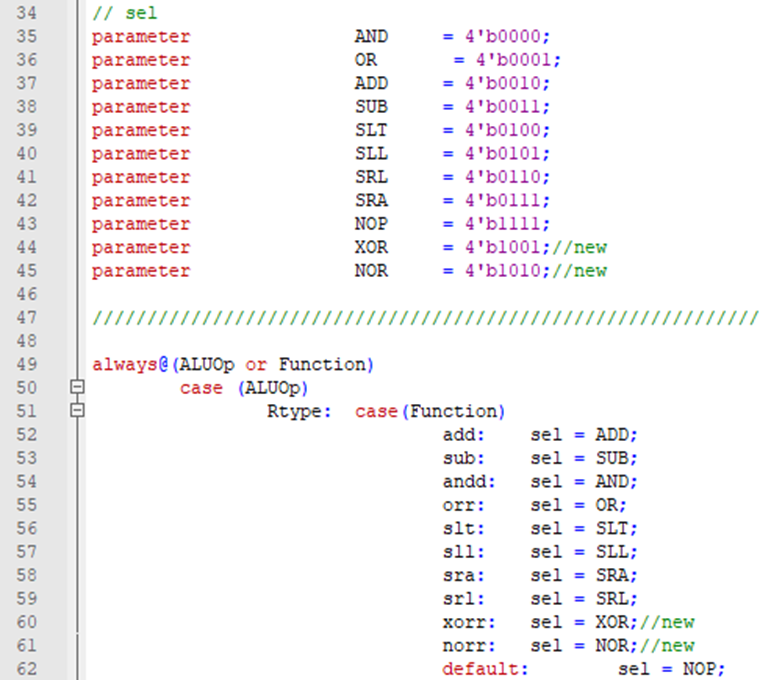 34 // sel
35 parameter AND = 4'b0000;
36 parameter OR = 4'b0001;
37 parameter ADD = 4'b0010;
38 parameter SUB = 4'b0011;
39 parameter SLT = 4'b0100;
40 parameter SLL = 4'b0101;
41 parameter SRL = 4'b0110;
42 parameter SRA = 4'b0111;
43 parameter NOP = 4'b1111;
44 parameter XOR = 4'b1001;//new
45 parameter NOR = 4'b1010;//new
46
47 /////////////////////////////////////////////////////////////
48
49 always@(ALUOp or Function)
50 case (ALUOp)
51 Rtype: case(Function)
52 add: sel = ADD;
53 sub: sel = SUB;
54 andd: sel = AND;
55 orr: sel = OR;
56 slt: sel = SLT;
57 sll: sel = SLL;
58 sra: sel = SRA;
59 srl: sel = SRL;
60 xorr: sel = XOR;//new
61 norr: sel = NOR;//new
62 default: sel = NOP;